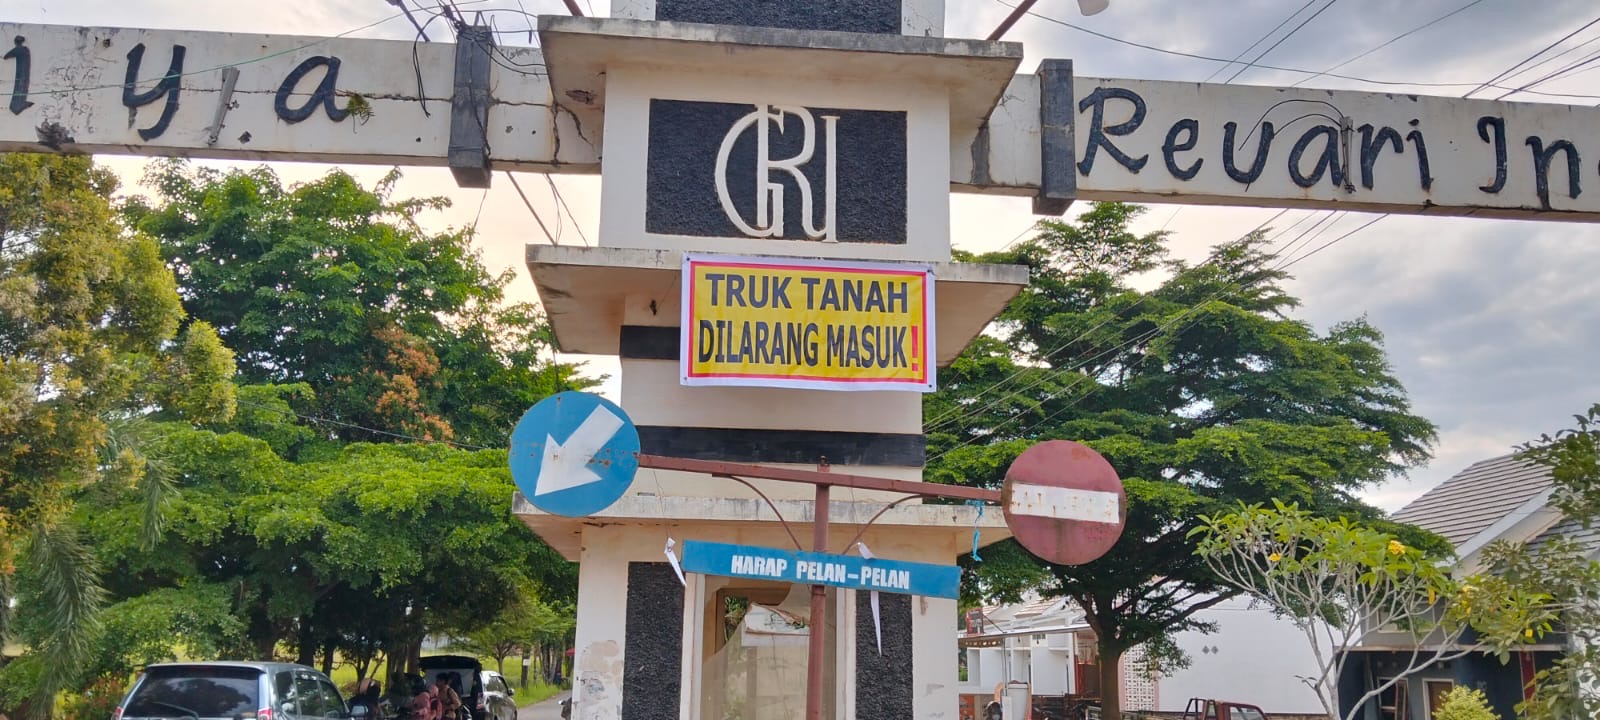 iya Revari In
GRI
TRUK TANAH
DILARANG MASUK!
HARAP PELAN-PELAN